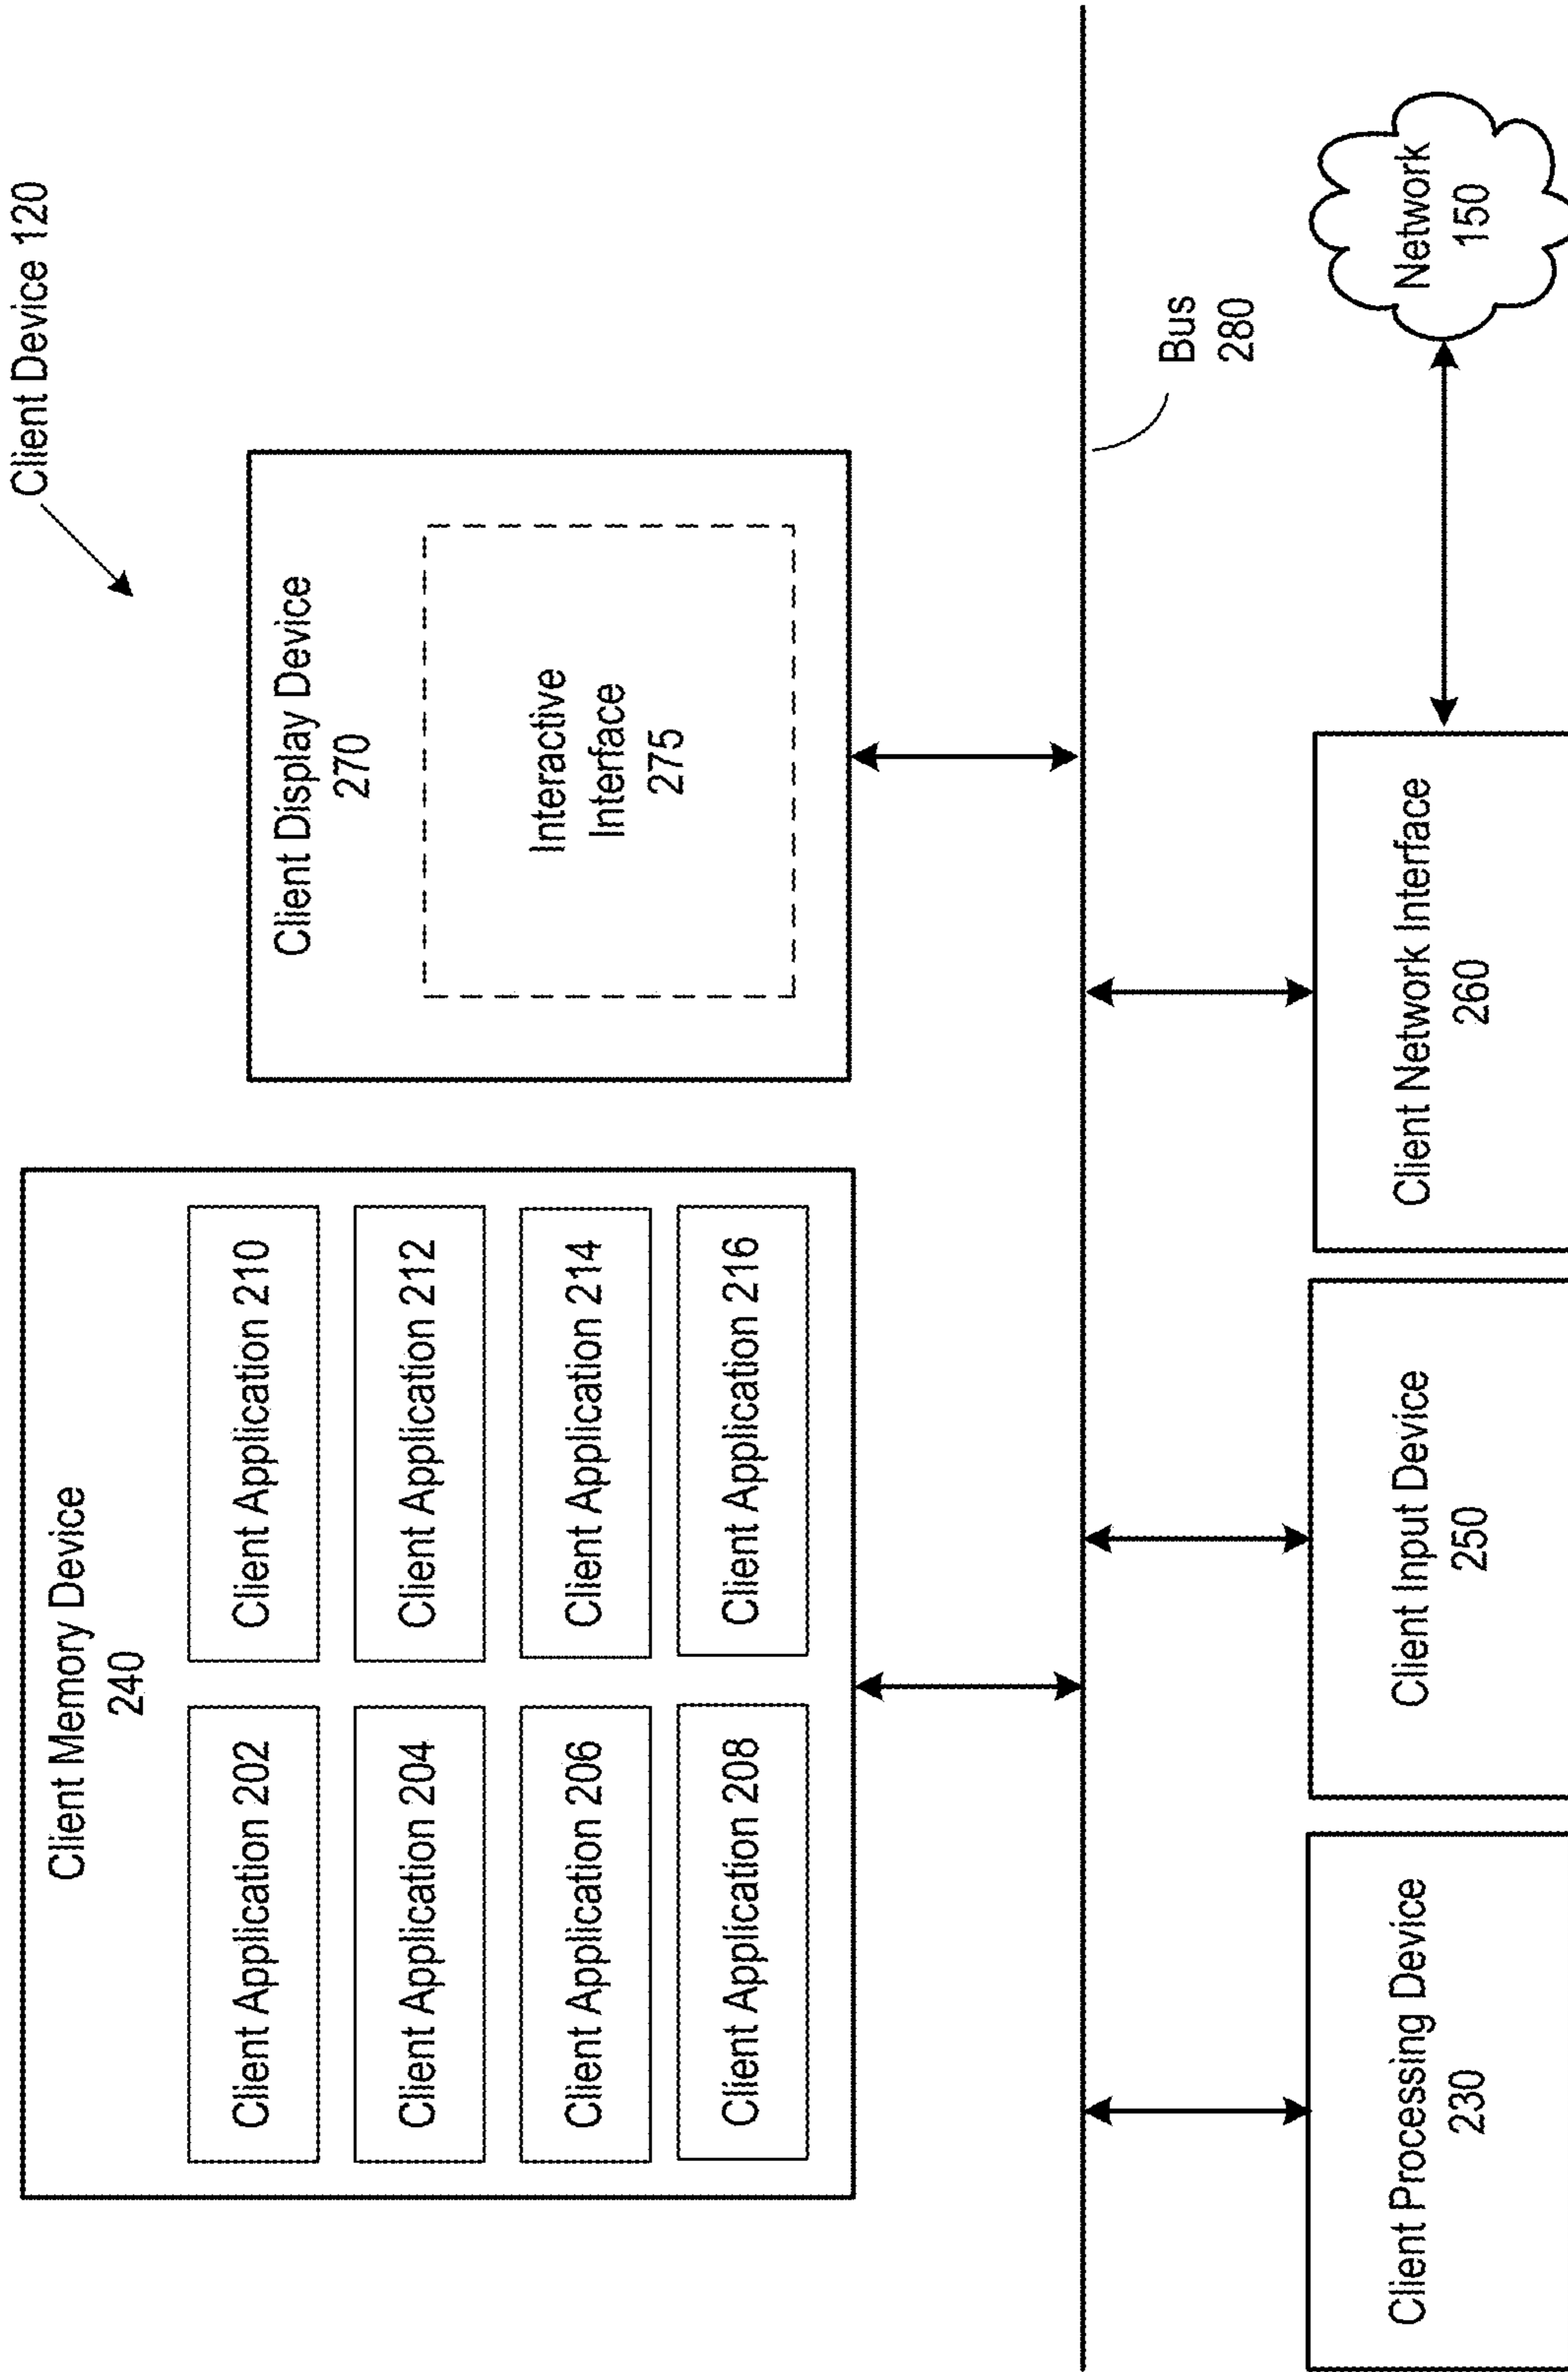 Client Device 120
Client Memory Device
240
Client Application 202
Client Application 210
Client Application 204
Client Application 212
Client Application 206
Client Application 214
Client Application 208
Client Application 216
Client Display Device
270
Interactive
Interface
275
Bus
280
Client Processing Device
230
Client Input Device
250
Client Network Interface
260
Network
150